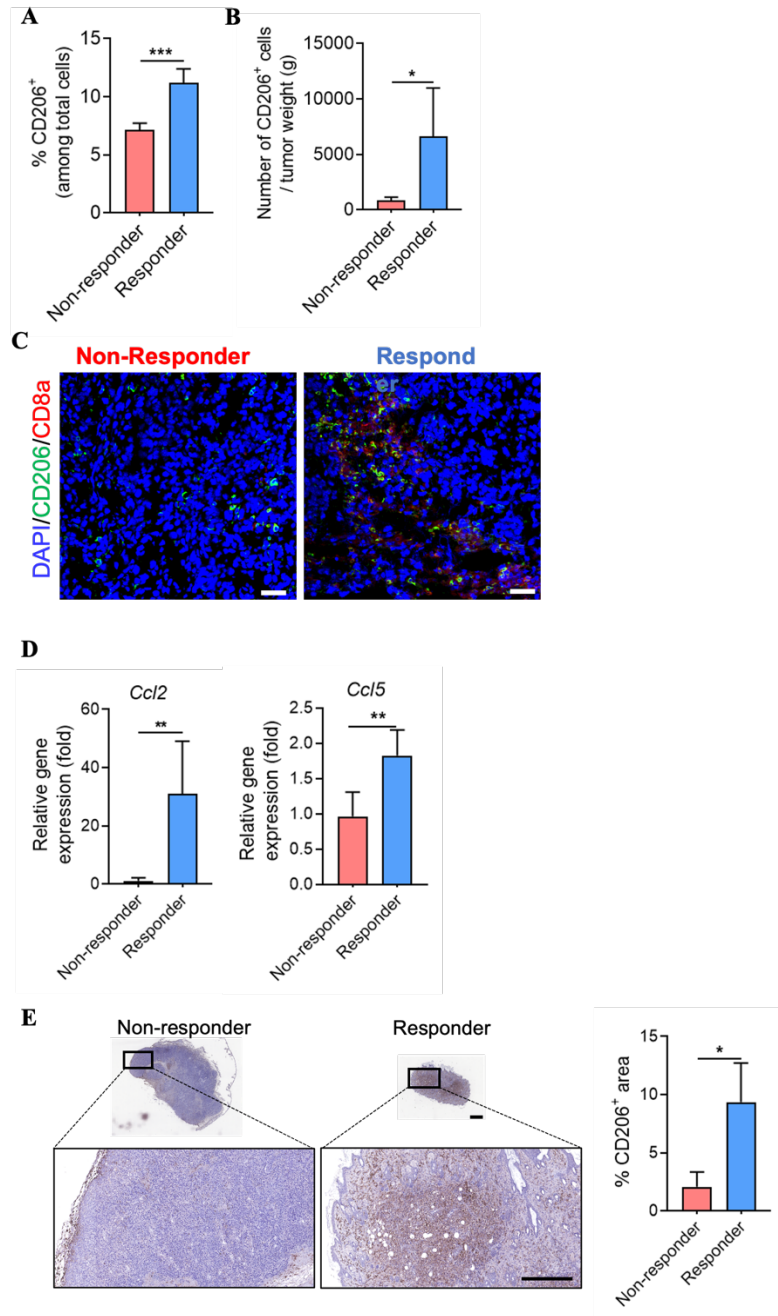 A
% CD206+
(among total cells)
15
10
5
0
***
Non-responder
Responder
B
Number of CD206+ cells
/ tumor weight (g)
15000
10000
5000
0
*
Non-responder
Responder
C
Non-Responder
Respond
er
DAPI/CD206/CD8a
D
Ccl2
Relative gene
expression (fold)
60
40
20
0
**
Non-responder
Responder
Ccl5
Relative gene
expression (fold)
2.5
2.0
1.5
1.0
0.5
0.0
**
Non-responder
Responder
E
Non-responder
Responder
% CD206+ area
15
10
5
0
*
Non-responder
Responder